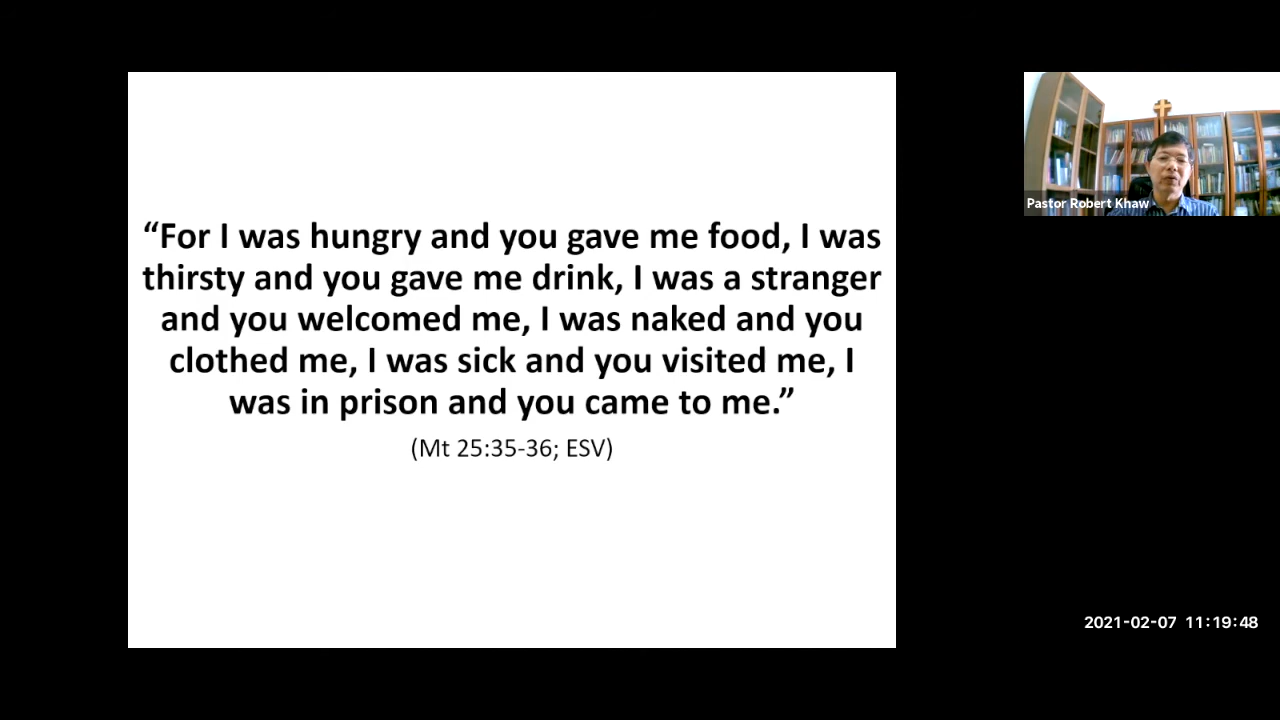 “For I was hungry and you gave me food, I was
thirsty and you gave me drink, I was a stranger
and you welcomed me, I was naked and you
clothed me, I was sick and you visited me, I
was in prison and you came to me.”
(Mt 25:35-36; ESV)
Pastor Robert Khaw
2021-02-07 11:19:48